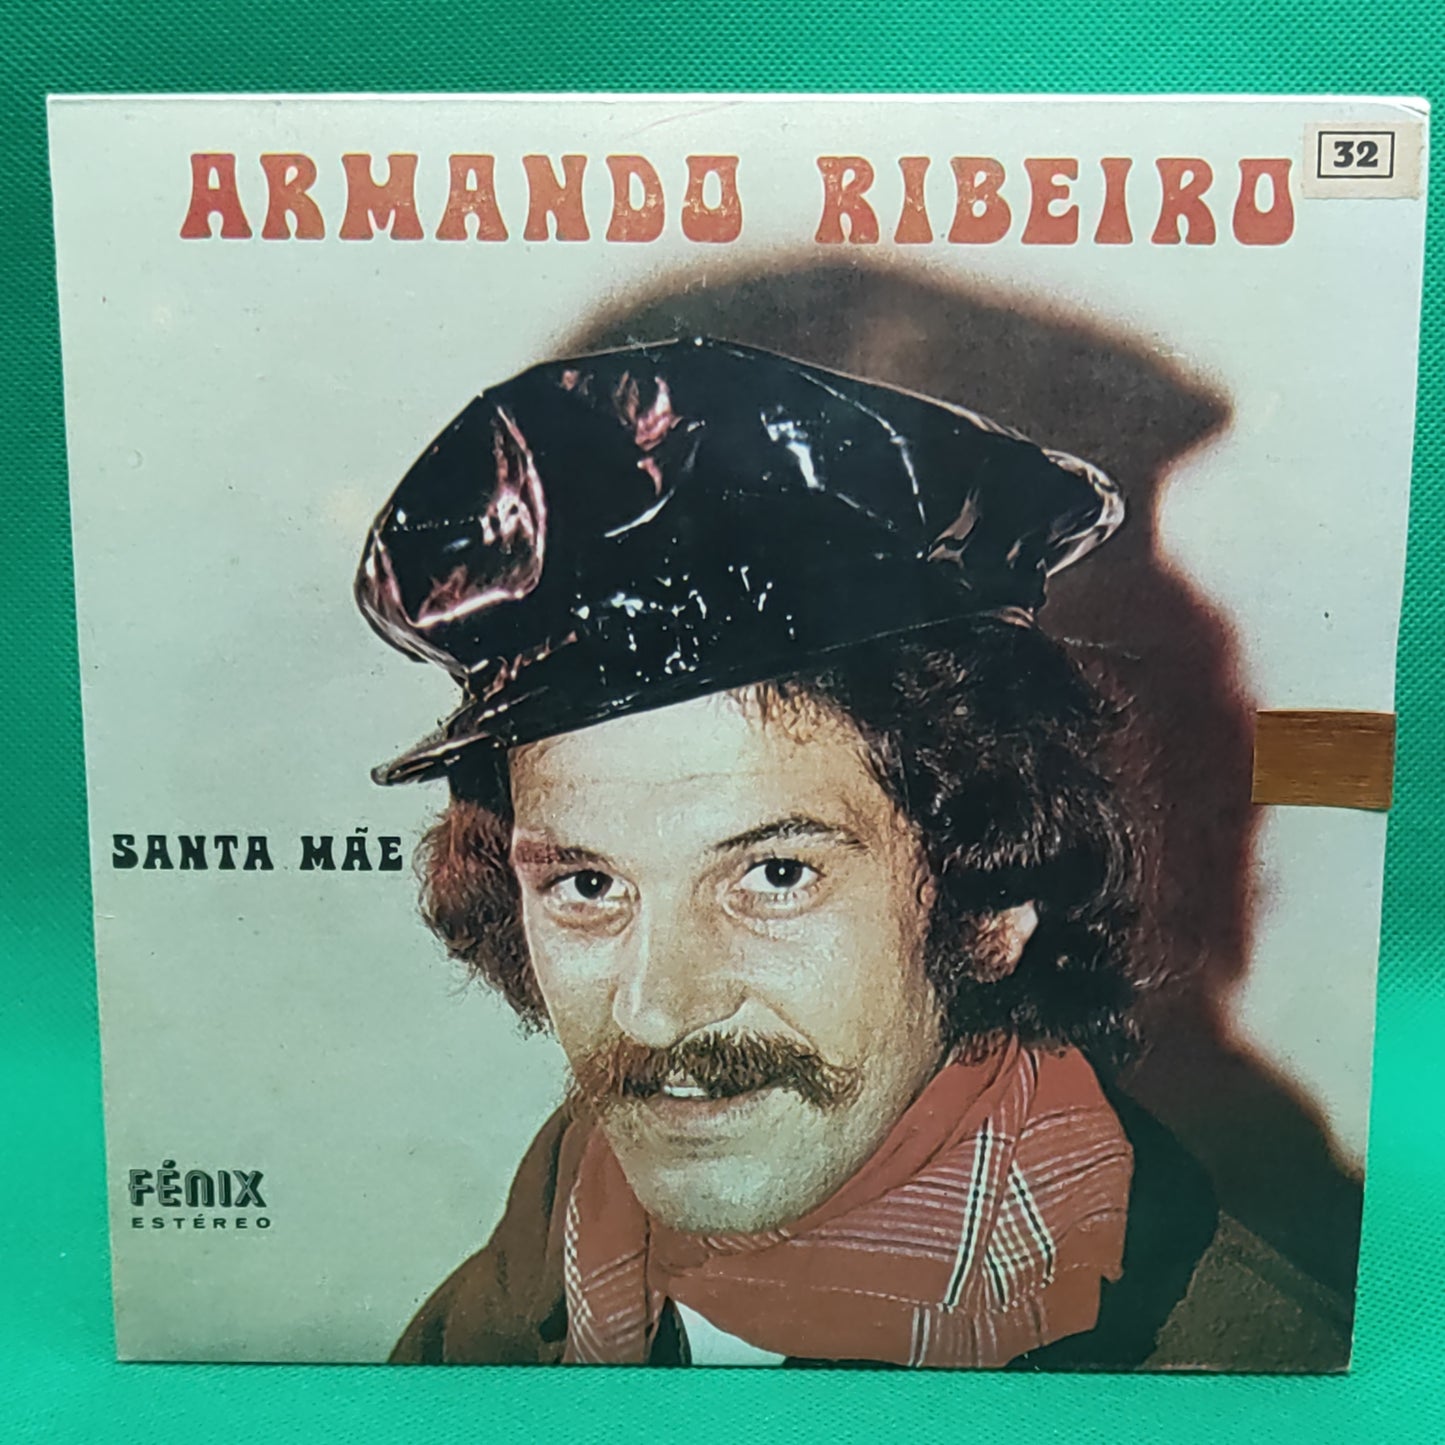 ARMANDO RIBEIRO
32
SANTA MÃE
FÉNIX
ESTÉREO